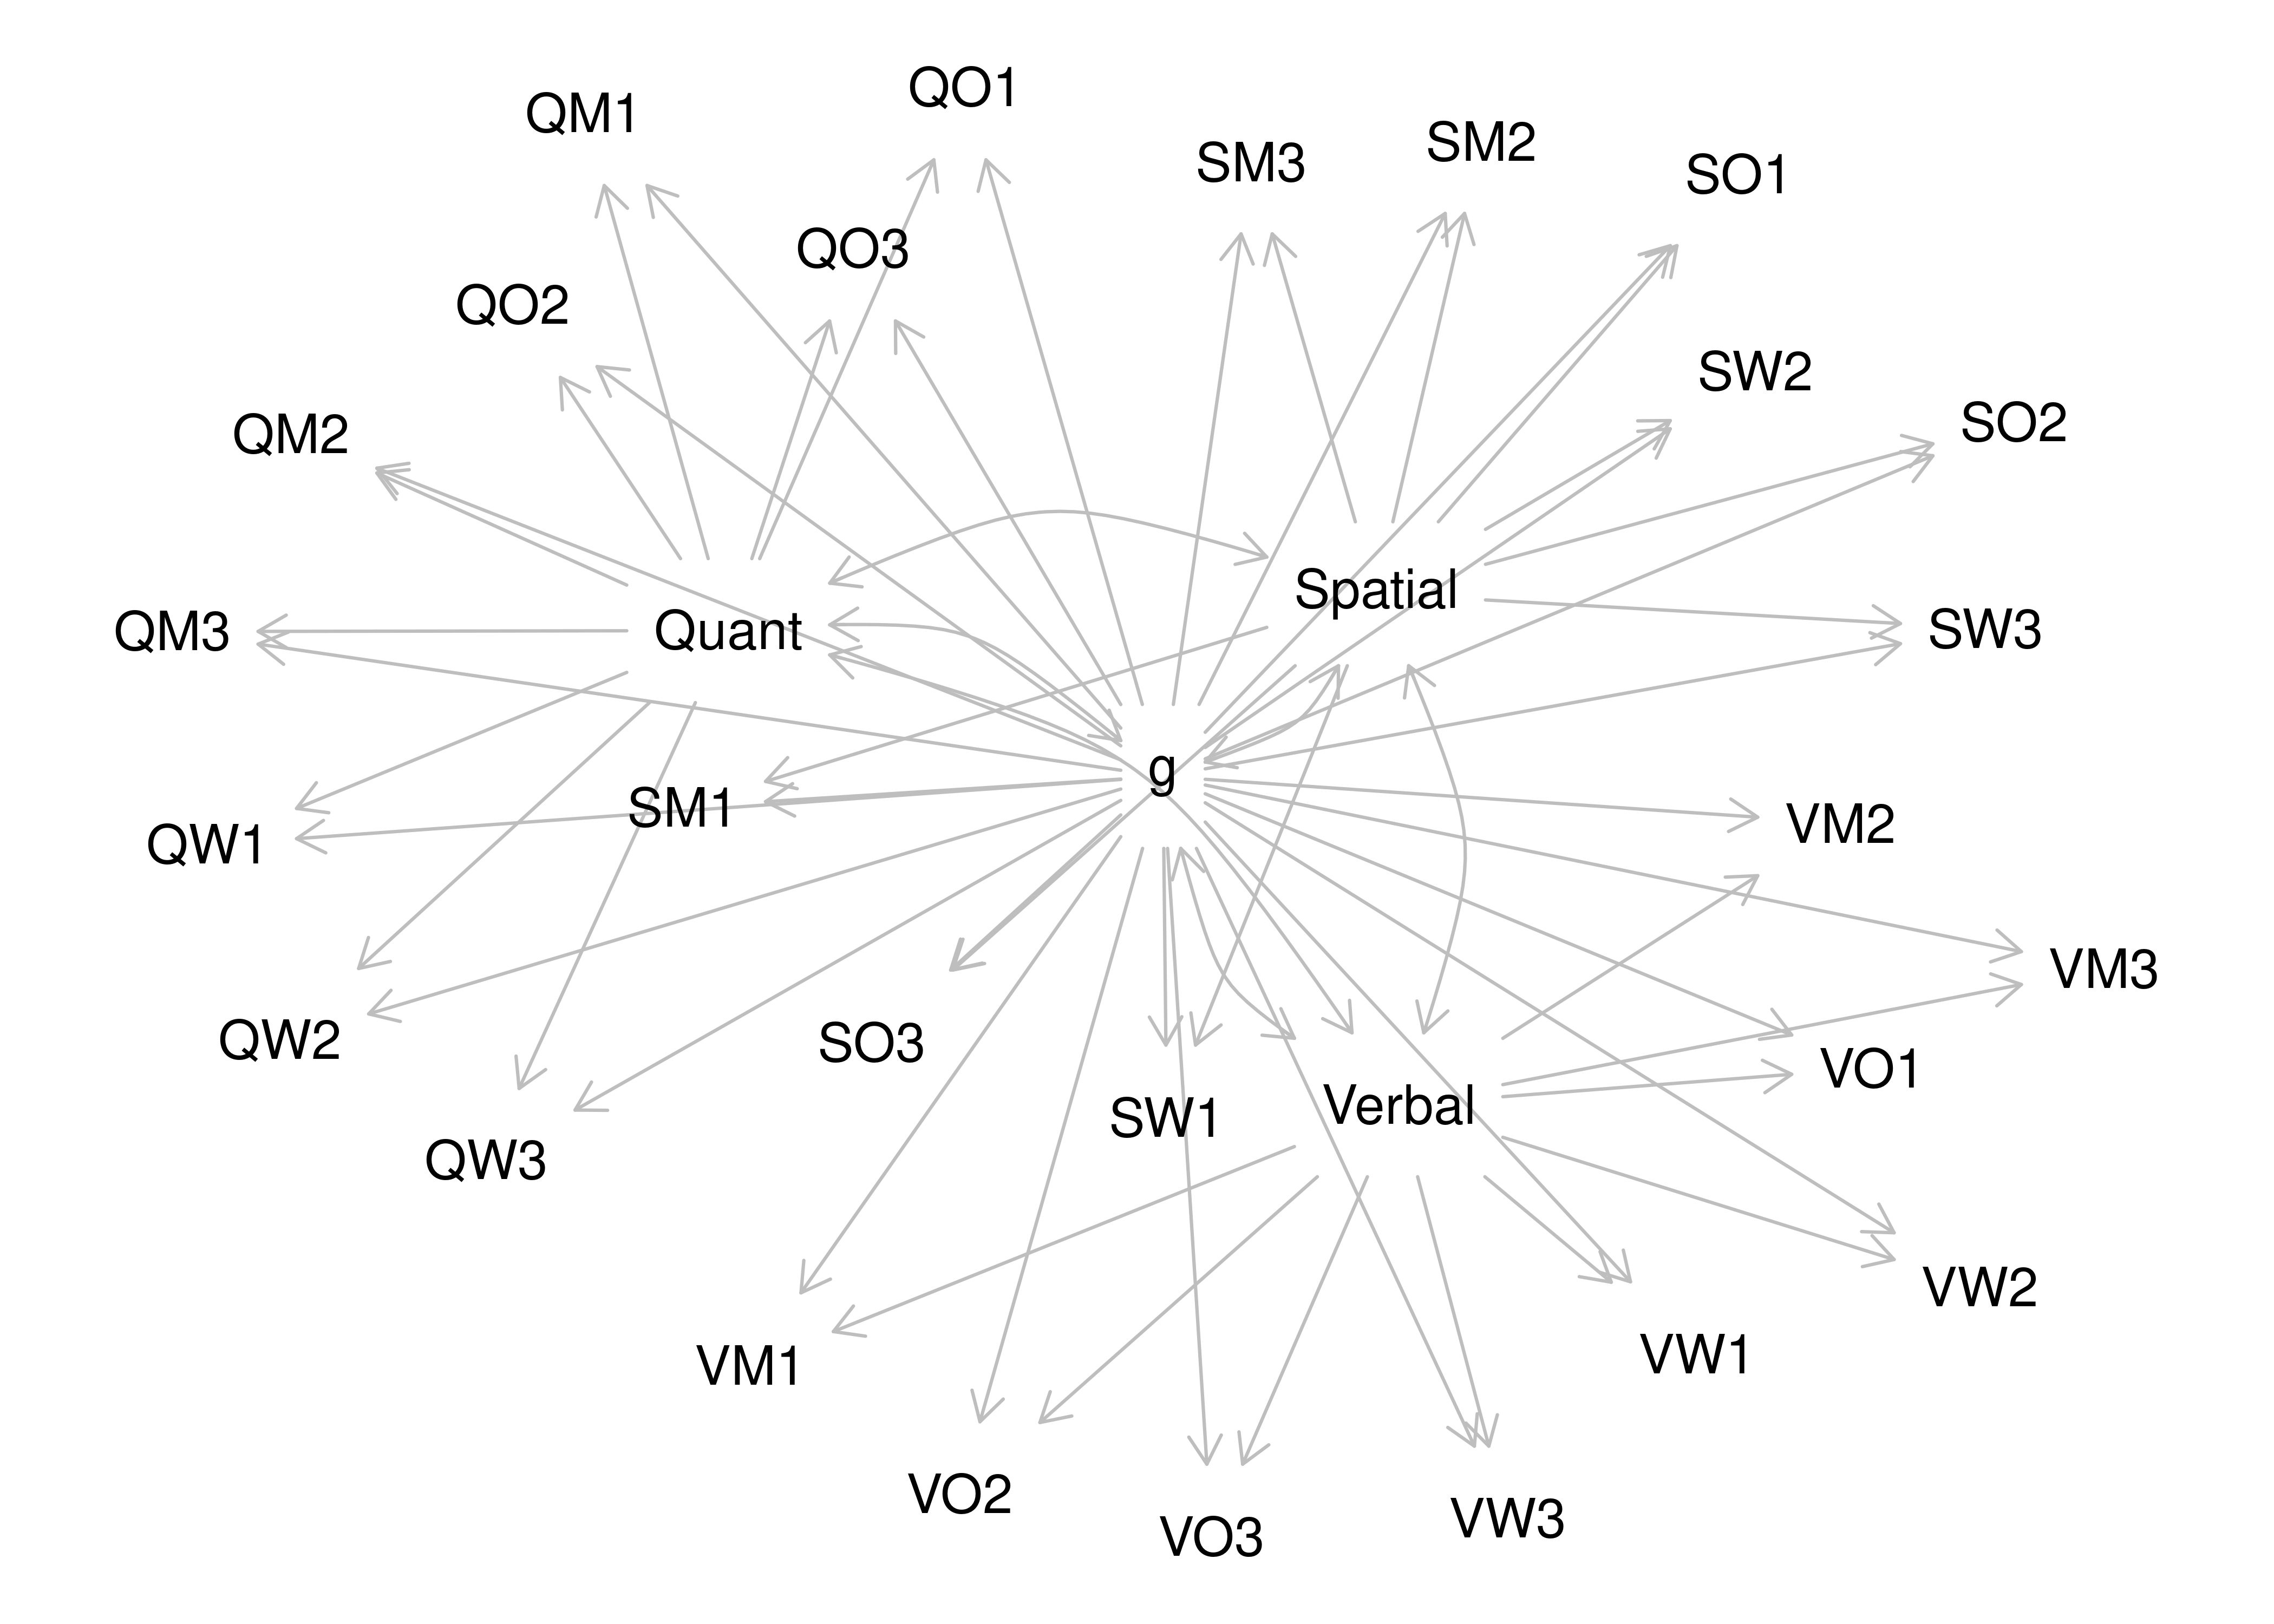 QO1
QM1
SM2
SM3
SO1
QO3
QO2
SW2
SO2
QM2
Spatial
QM3
Quant
SW3
g
SM1
VM2
QW1
VM3
QW2
SO3
VO1
Verbal
SW1
QW3
VW2
VW1
VM1
VO2
VW3
VO3